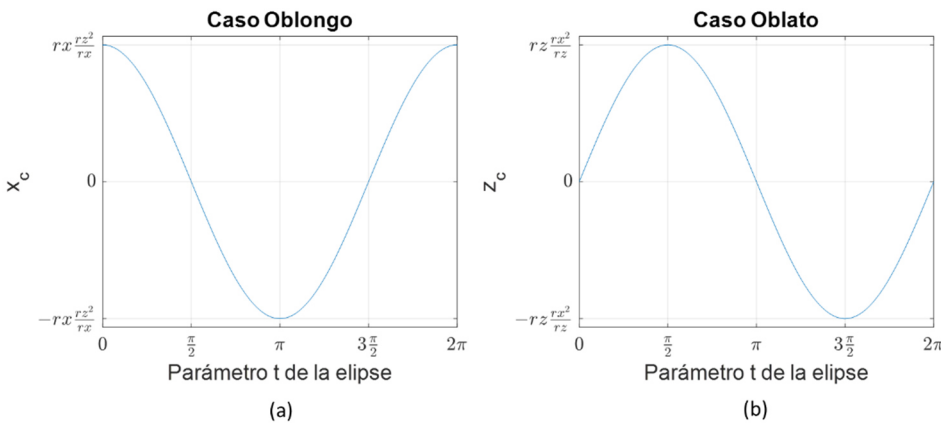 Caso Oblongo
rx rz²/rx
0
−rx rz²/rx
x_c
0 π/2 π 3π/2 2π
Parámetro t de la elipse
(a)
Caso Oblato
rz rx²/rz
0
−rz rx²/rz
z_c
0 π/2 π 3π/2 2π
Parámetro t de la elipse
(b)